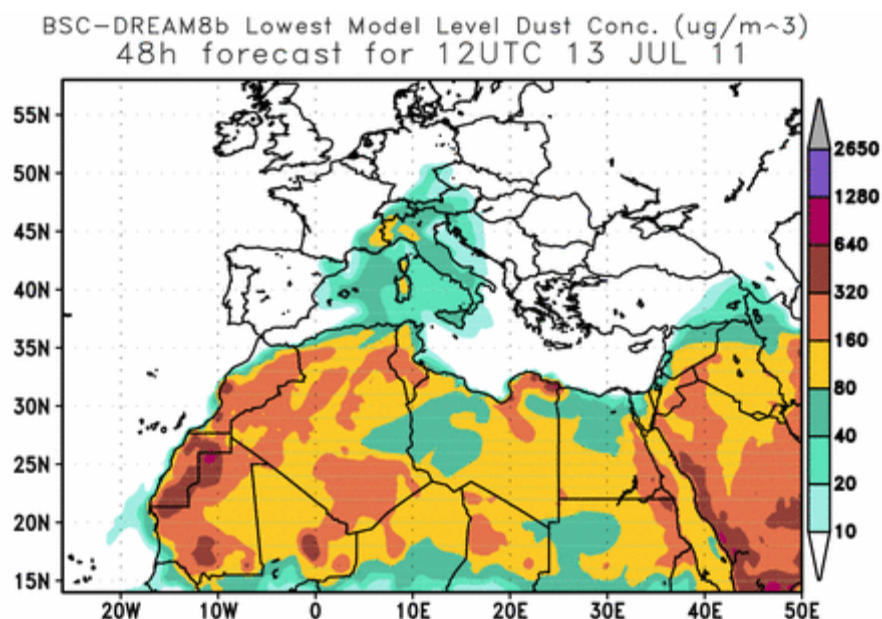 BSC-DREAM8b Lowest Model Level Dust Conc. (ug/m^3)
48h forecast for 12UTC 13 JUL 11
55N
50N
45N
40N
35N
30N
25N
20N
15N
20W 10W 0 10E 20E 30E 40E 50E
2650
1280
640
320
160
80
40
20
10